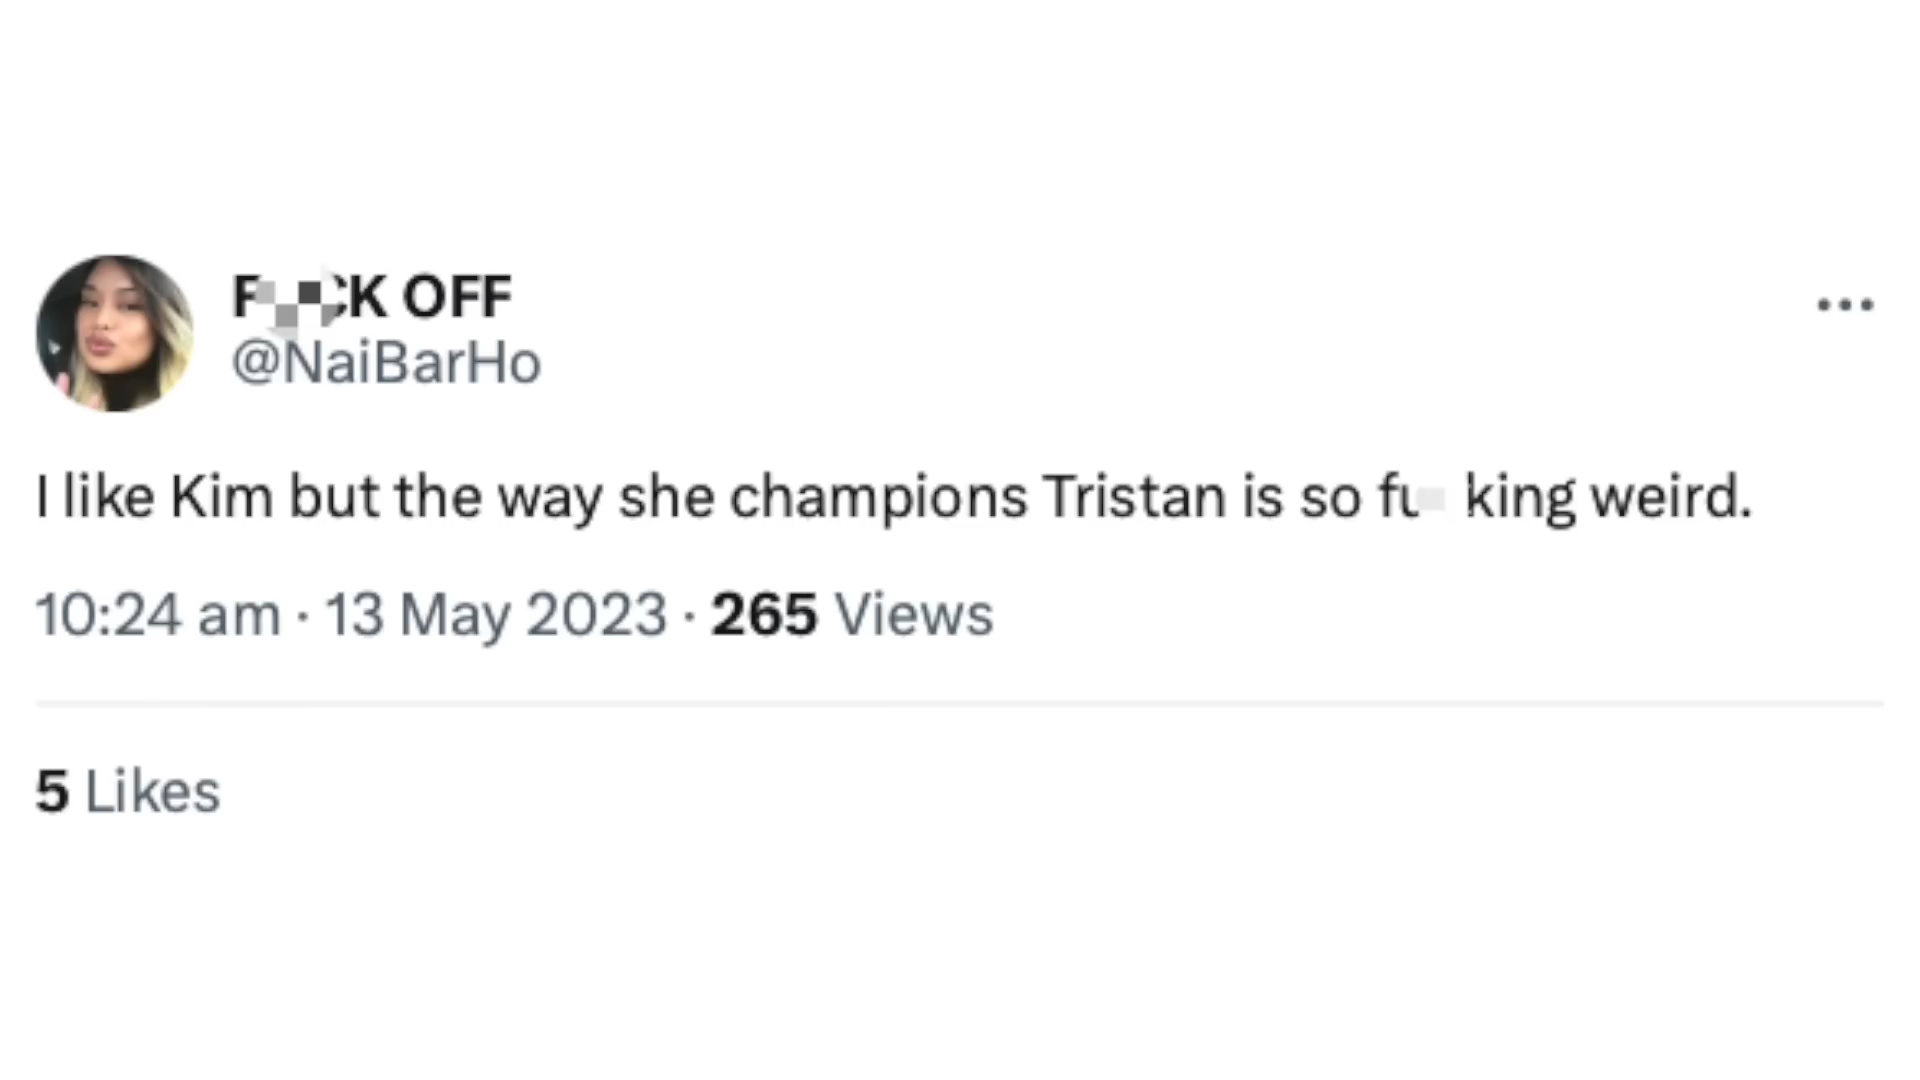 F CK OFF
@NaiBarHo
I like Kim but the way she champions Tristan is so fu king weird.
10:24 am · 13 May 2023 · 265 Views
5 Likes